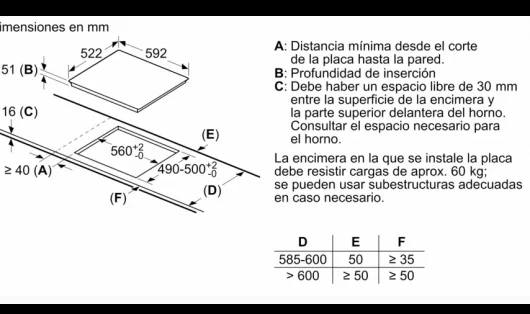 imensiones en mm
522
592
51 (B)
16 (C)
(E)
560+2 -0
≥ 40 (A)
490-500+2 -0
(D)
(F)
A: Distancia mínima desde el corte
de la placa hasta la pared.
B: Profundidad de inserción
C: Debe haber un espacio libre de 30 mm
entre la superficie de la encimera y
la parte superior delantera del horno.
Consultar el espacio necesario para
el horno.
La encimera en la que se instale la placa
debe resistir cargas de aprox. 60 kg;
se pueden usar subestructuras adecuadas
en caso necesario.
D E F
585-600 50 ≥ 35
> 600 ≥ 50 ≥ 50